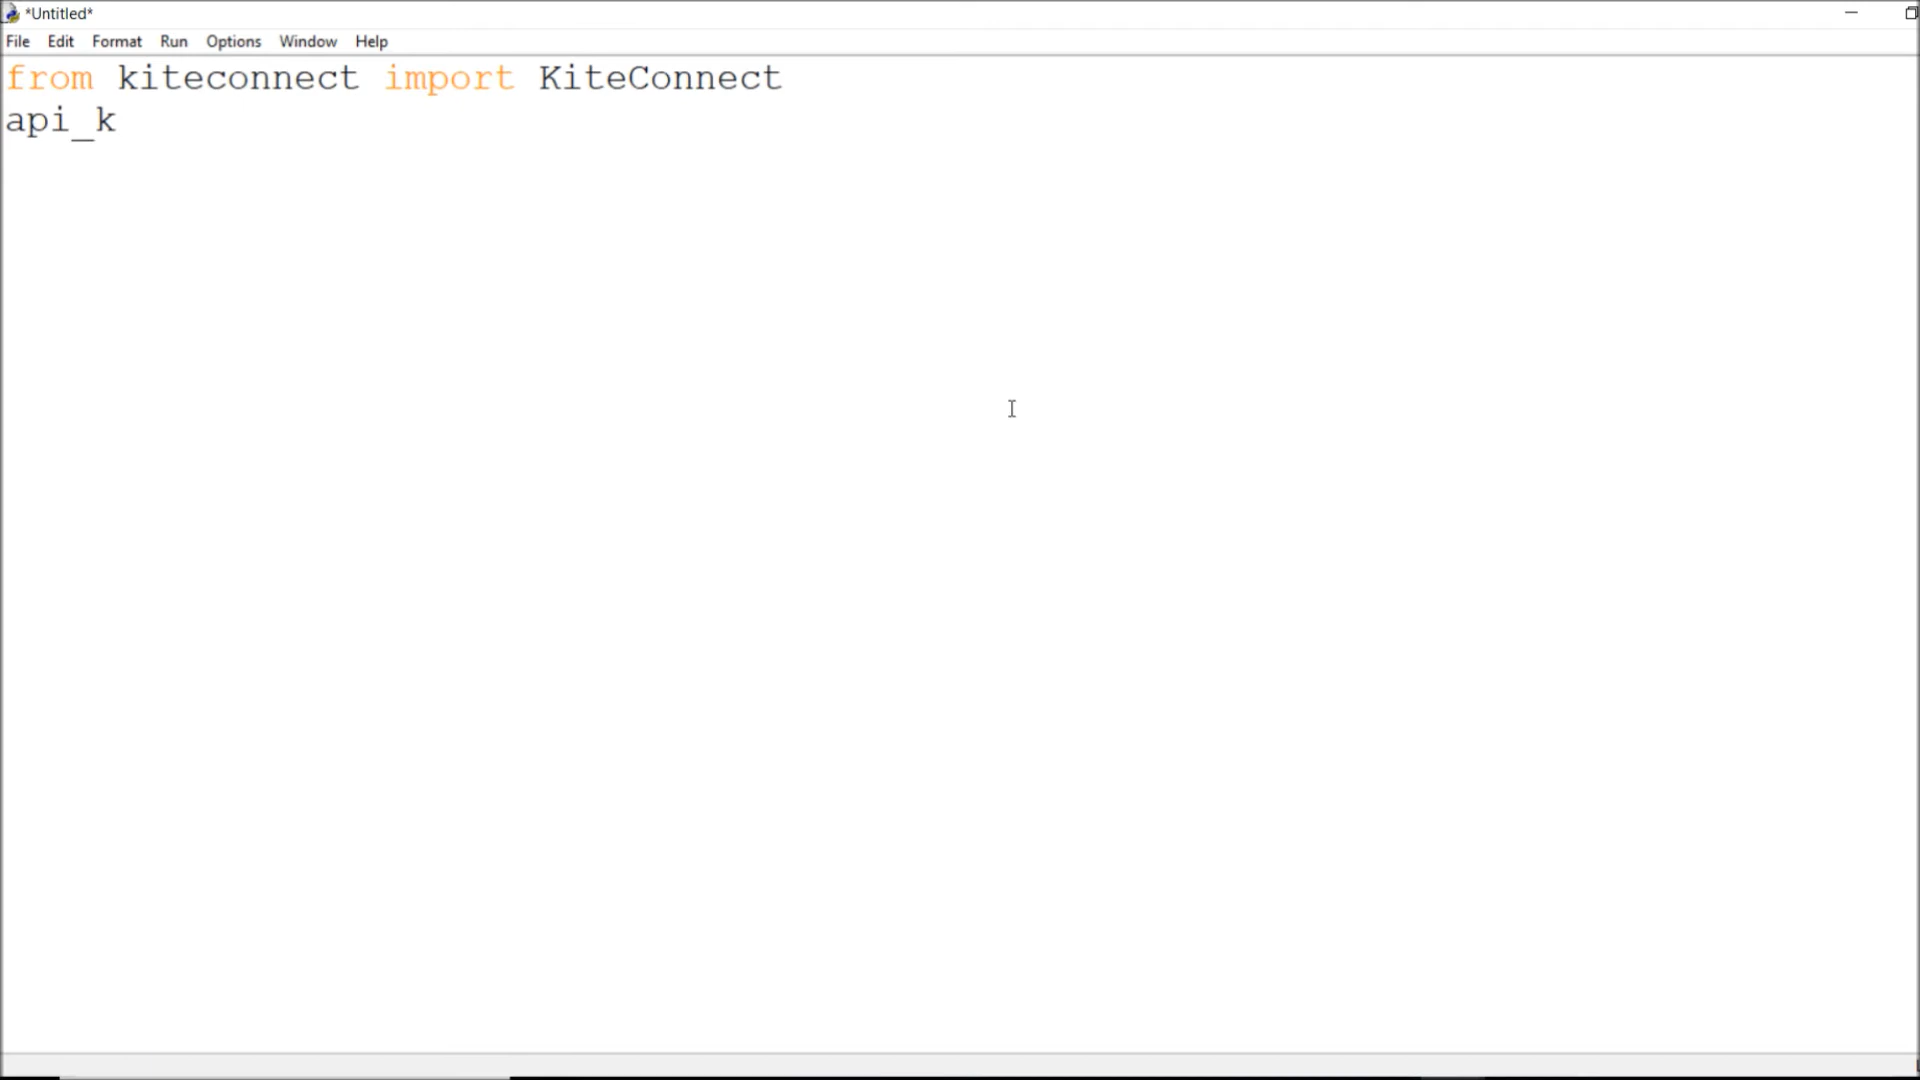 *Untitled*
File Edit Format Run Options Window Help
from kiteconnect import KiteConnect
api_k